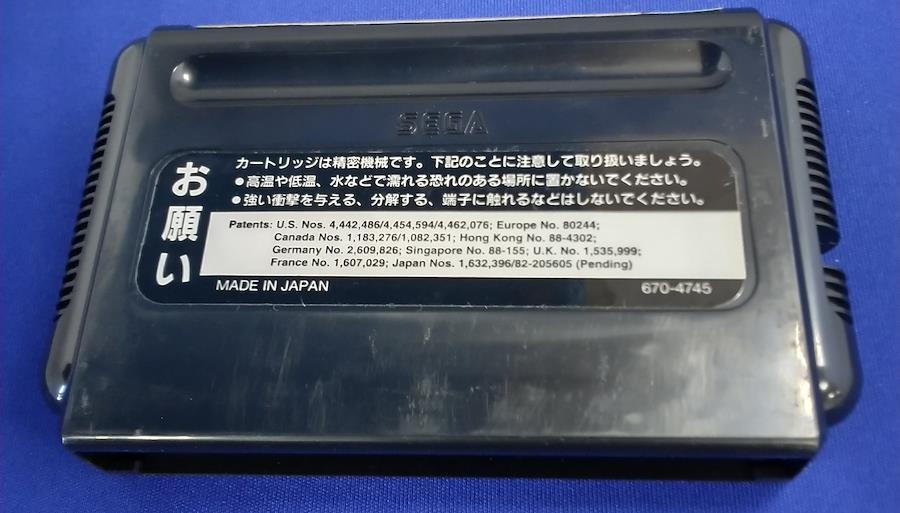 SEGA
お願い
カートリッジは精密機械です。下記のことに注意して取り扱いましょう。
●高温や低温、水などで濡れる恐れのある場所に置かないでください。
●強い衝撃を与える、分解する、端子に触れるなどはしないでください。
Patents: U.S. Nos. 4,442,486/4,454,594/4,462,076; Europe No. 80244;
Canada Nos. 1,183,276/1,082,351; Hong Kong No. 88-4302;
Germany No. 2,609,826; Singapore No. 88-155; U.K. No. 1,535,999;
France No. 1,607,029; Japan Nos. 1,632,396/82-205605 (Pending)
MADE IN JAPAN
670-4745